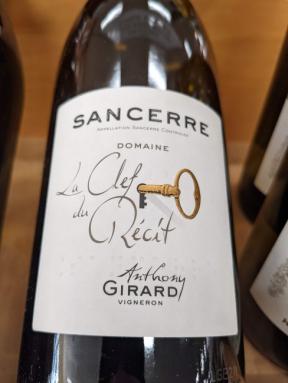 SANCERRE
APPELLATION SANCERRE CONTRÔLÉE
DOMAINE
La Clef
du Récit
Anthony
GIRARD
VIGNERON